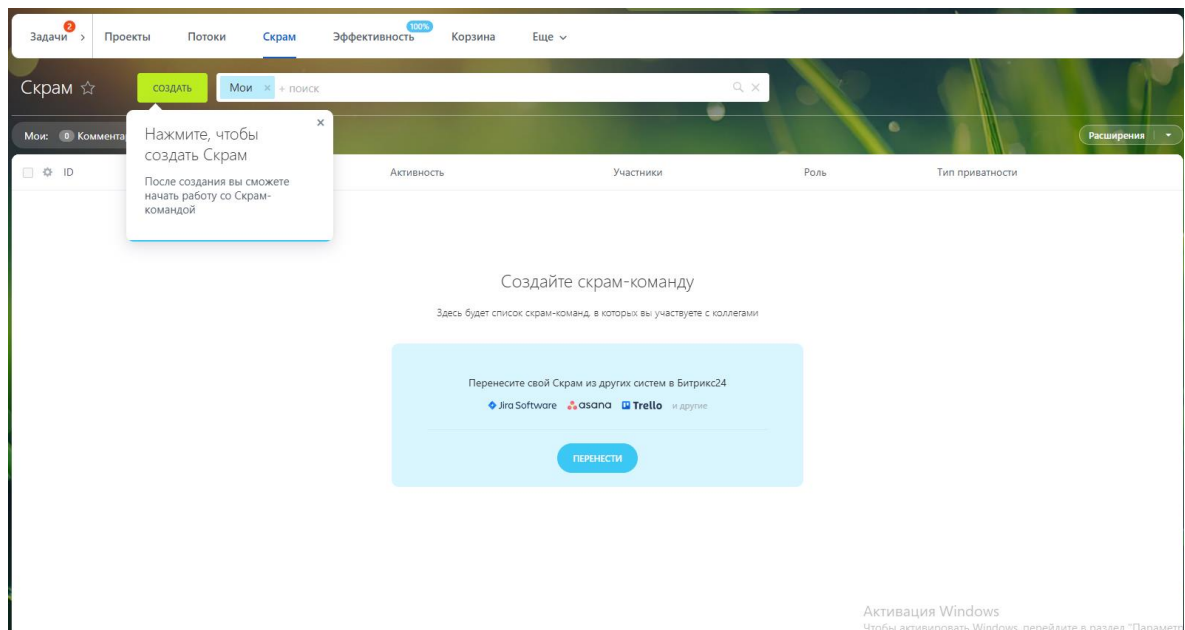 2
100%
Задачи Проекты Потоки Скрам Эффективность Корзина Еще
Скрам СОЗДАТЬ Мои × + поиск
Мои: 0 Коммента
Расширения
Нажмите, чтобы
создать Скрам
После создания вы сможете
начать работу со Скрам-
командой
ID Активность Участники Роль Тип приватности
Создайте скрам-команду
Здесь будет список скрам-команд, в которых вы участвуете с коллегами
Перенесите свой Скрам из других систем в Битрикс24
Jira Software asana Trello и другие
ПЕРЕНЕСТИ
Активация Windows
Чтобы активировать Windows, перейдите в раздел "Парамет